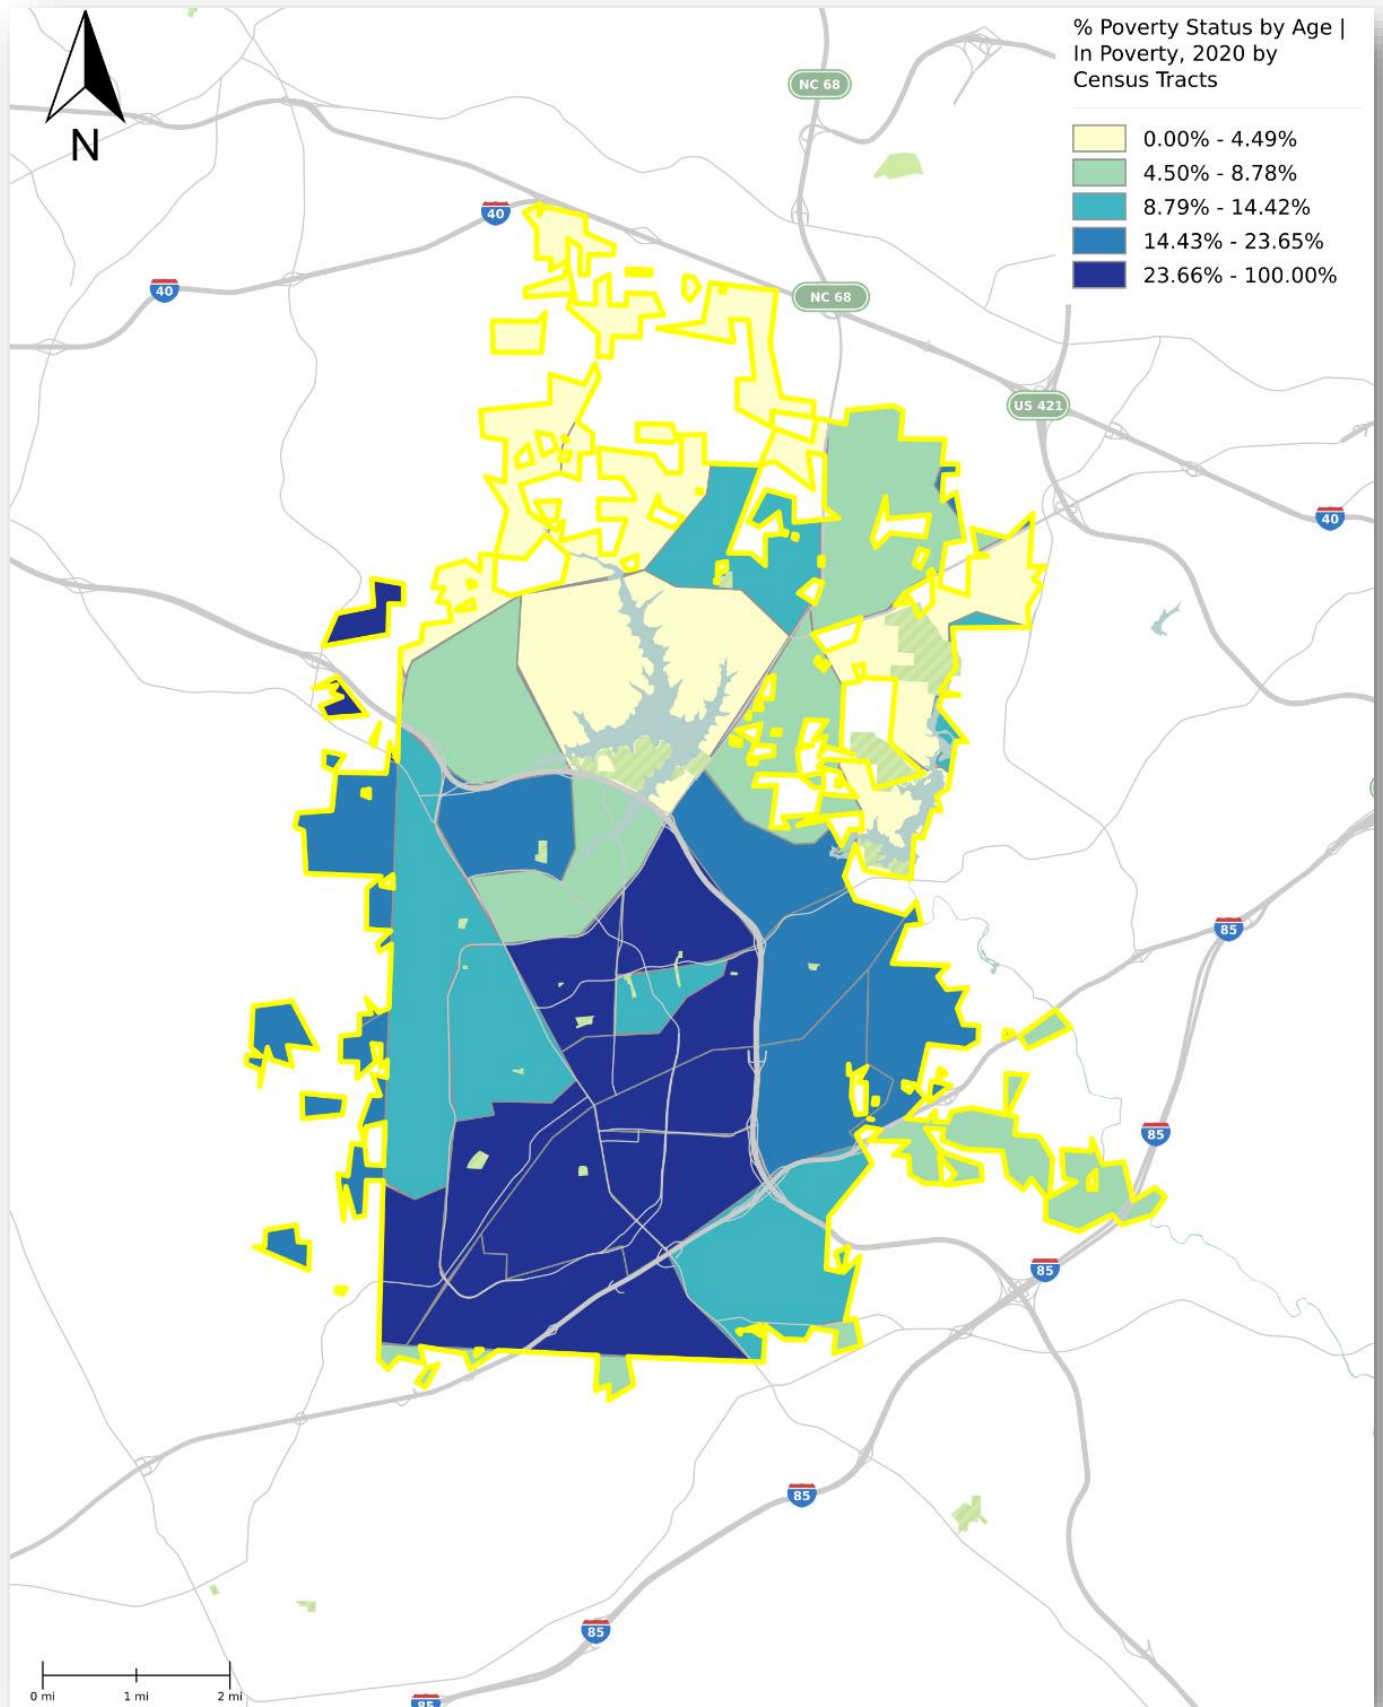 % Poverty Status by Age |
In Poverty, 2020 by
Census Tracts
0.00% - 4.49%
4.50% - 8.78%
8.79% - 14.42%
14.43% - 23.65%
23.66% - 100.00%
N
NC 68
40
40
NC 68
US 421
40
85
85
85
85
85
85
0 mi
1 mi
2 mi